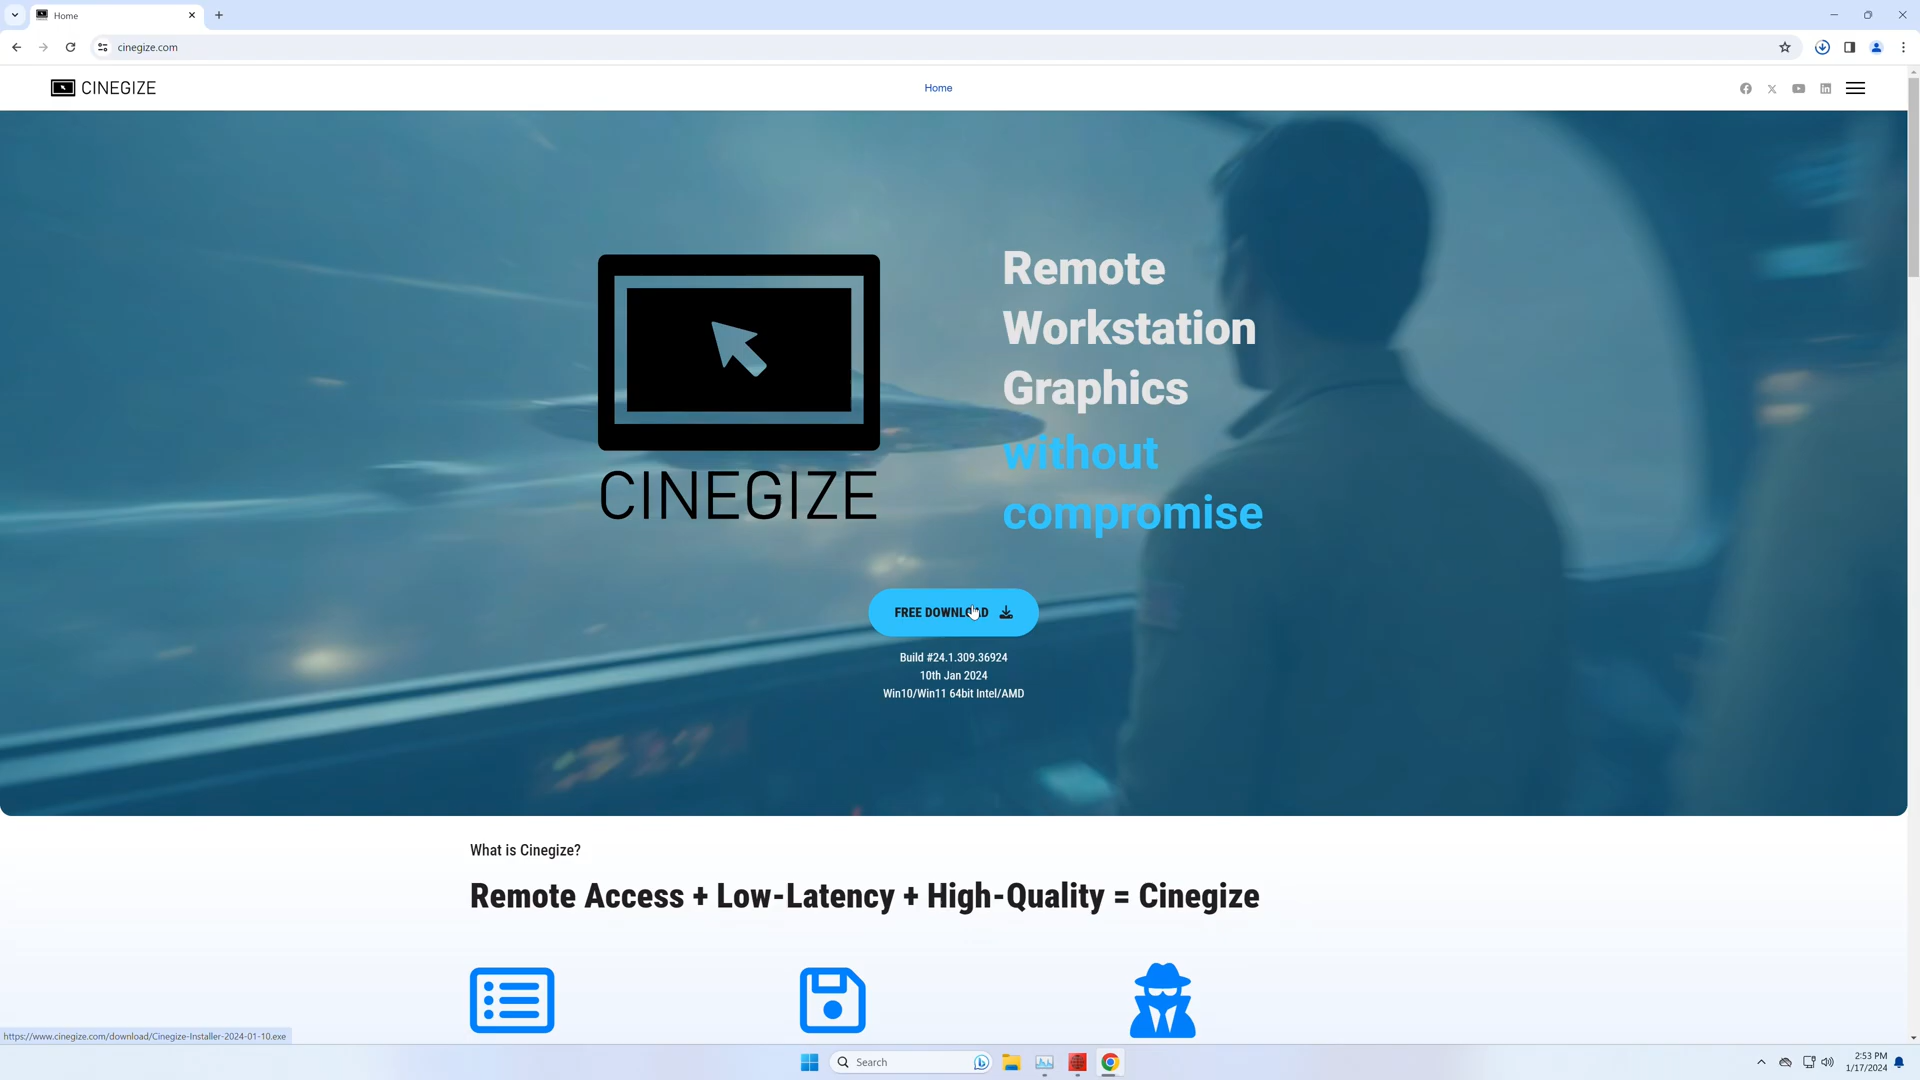 Home
cinegize.com
CINEGIZE
Home
Remote
Workstation
Graphics
without
compromise
CINEGIZE
FREE DOWNLOAD
Build #24.1.309.36924
10th Jan 2024
Win10/Win11 64bit Intel/AMD
What is Cinegize?
Remote Access + Low-Latency + High-Quality = Cinegize
https://www.cinegize.com/download/Cinegize-Installer-2024-01-10.exe
Search
2:53 PM
1/17/2024